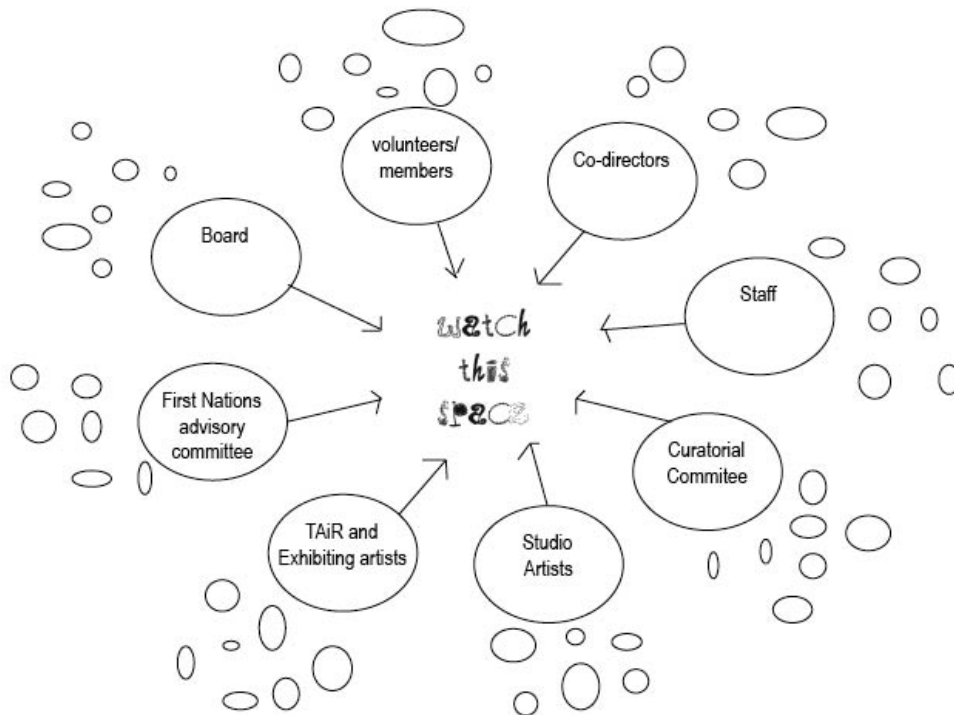 volunteers/
members
Co-directors
Board
Staff
watch
this
space
First Nations
advisory
committee
Curatorial
Commitee
TAiR and
Exhibiting artists
Studio
Artists